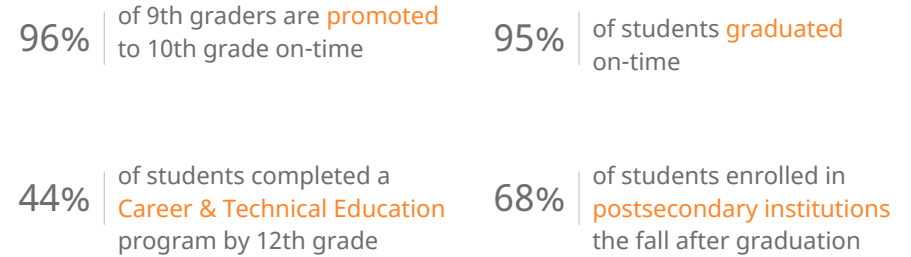 96% of 9th graders are promoted
to 10th grade on-time
95% of students graduated
on-time
44% of students completed a
Career & Technical Education
program by 12th grade
68% of students enrolled in
postsecondary institutions
the fall after graduation